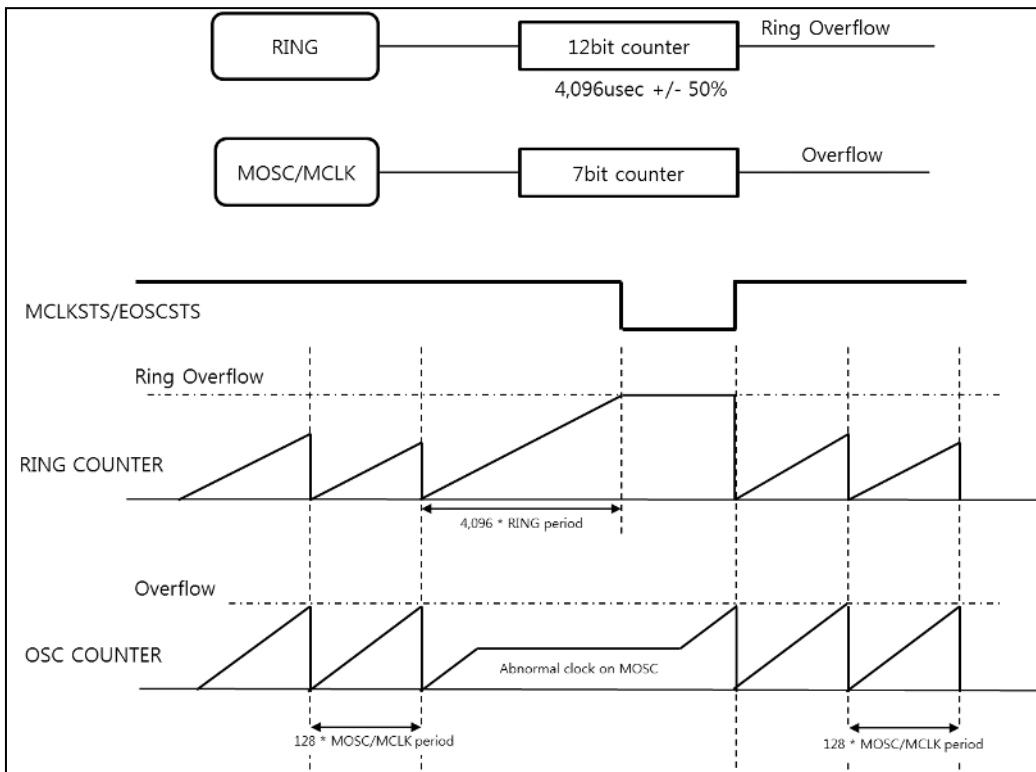 RING
12bit counter
Ring Overflow
4,096usec +/- 50%
MOSC/MCLK
7bit counter
Overflow
MCLKSTS/EOSCSTS
Ring Overflow
RING COUNTER
4,096 * RING period
Overflow
OSC COUNTER
Abnormal clock on MOSC
128 * MOSC/MCLK period
128 * MOSC/MCLK period